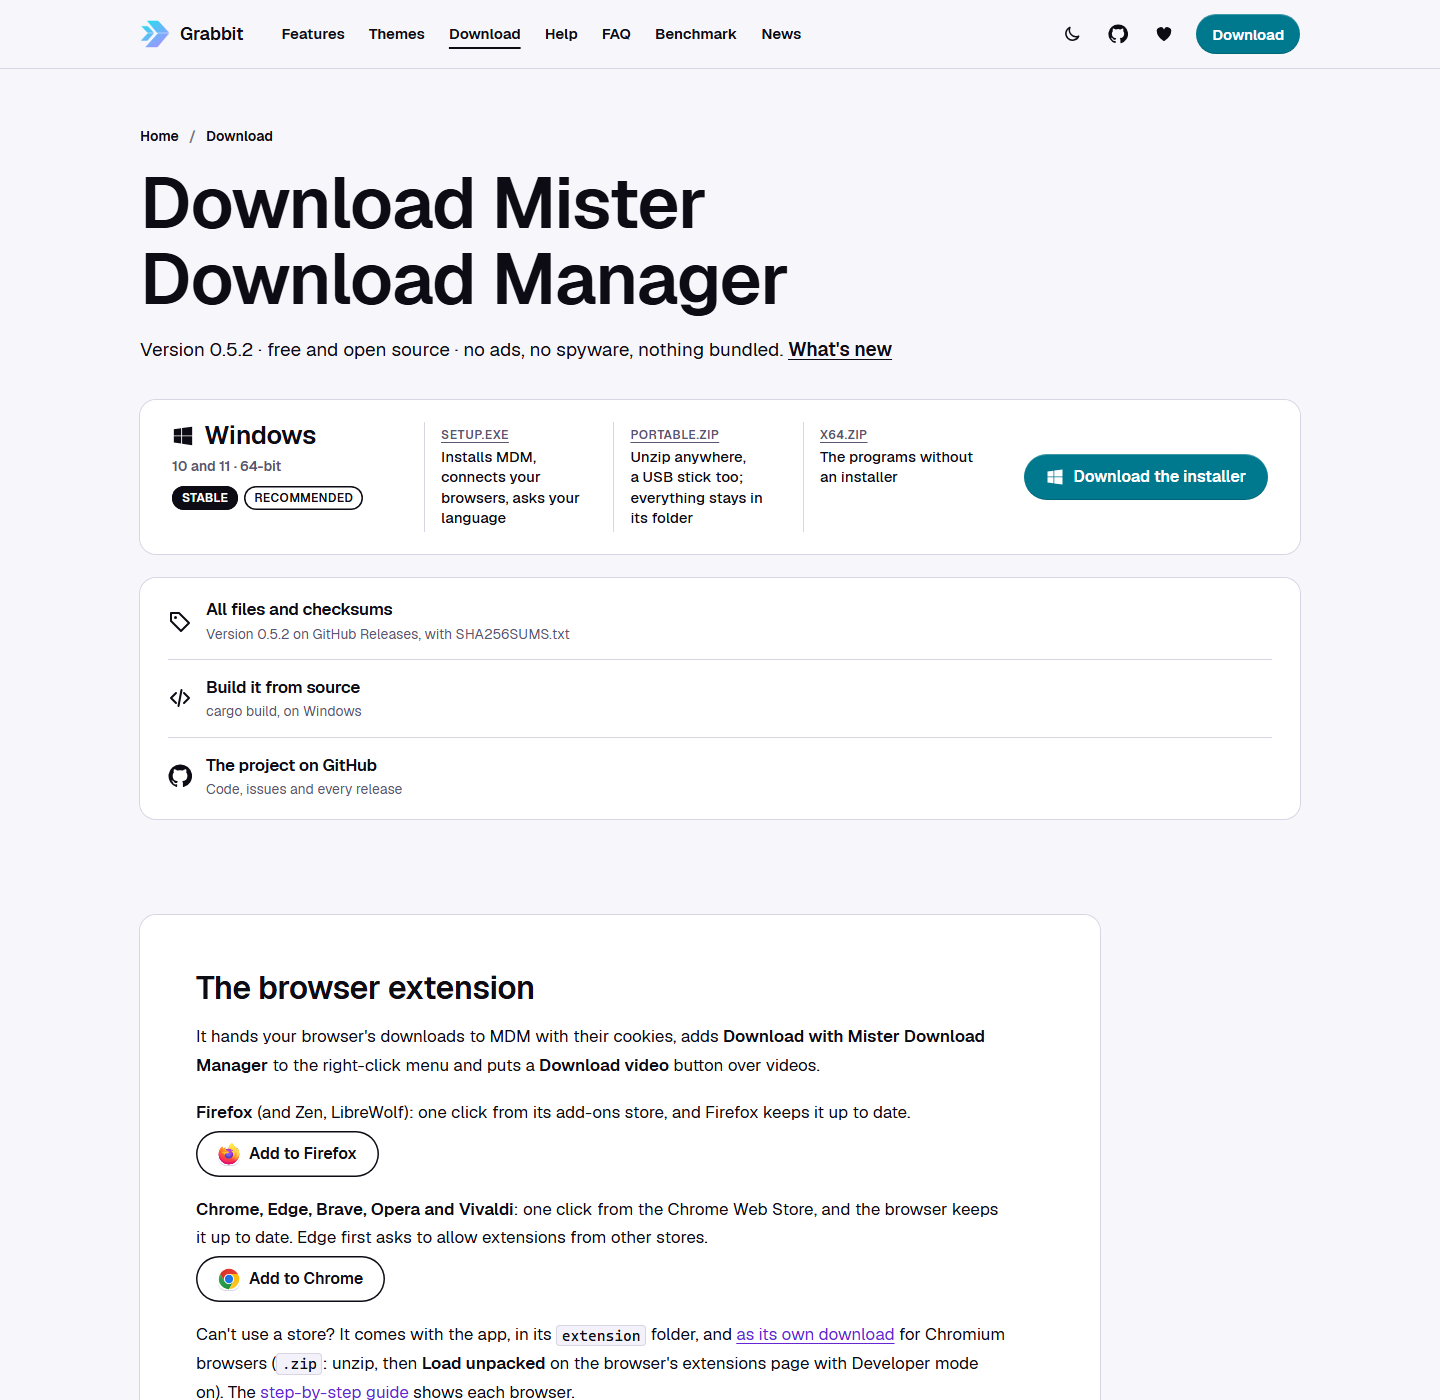 Grabbit
Features
Themes
Download
Help
FAQ
Benchmark
News
Download
Home / Download
Download Mister
Download Manager
Version 0.5.2 · free and open source · no ads, no spyware, nothing bundled. What's new
Windows
10 and 11 · 64-bit
STABLE
RECOMMENDED
SETUP.EXE
Installs MDM,
connects your
browsers, asks your
language
PORTABLE.ZIP
Unzip anywhere,
a USB stick too;
everything stays in
its folder
X64.ZIP
The programs without
an installer
Download the installer
All files and checksums
Version 0.5.2 on GitHub Releases, with SHA256SUMS.txt
Build it from source
cargo build, on Windows
The project on GitHub
Code, issues and every release
The browser extension
It hands your browser's downloads to MDM with their cookies, adds Download with Mister Download
Manager to the right-click menu and puts a Download video button over videos.
Firefox (and Zen, LibreWolf): one click from its add-ons store, and Firefox keeps it up to date.
Add to Firefox
Chrome, Edge, Brave, Opera and Vivaldi: one click from the Chrome Web Store, and the browser keeps
it up to date. Edge first asks to allow extensions from other stores.
Add to Chrome
Can't use a store? It comes with the app, in its extension folder, and as its own download for Chromium
browsers (.zip: unzip, then Load unpacked on the browser's extensions page with Developer mode
on). The step-by-step guide shows each browser.